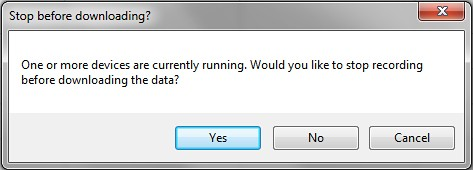 Stop before downloading?
One or more devices are currently running. Would you like to stop recording
before downloading the data?
Yes No Cancel